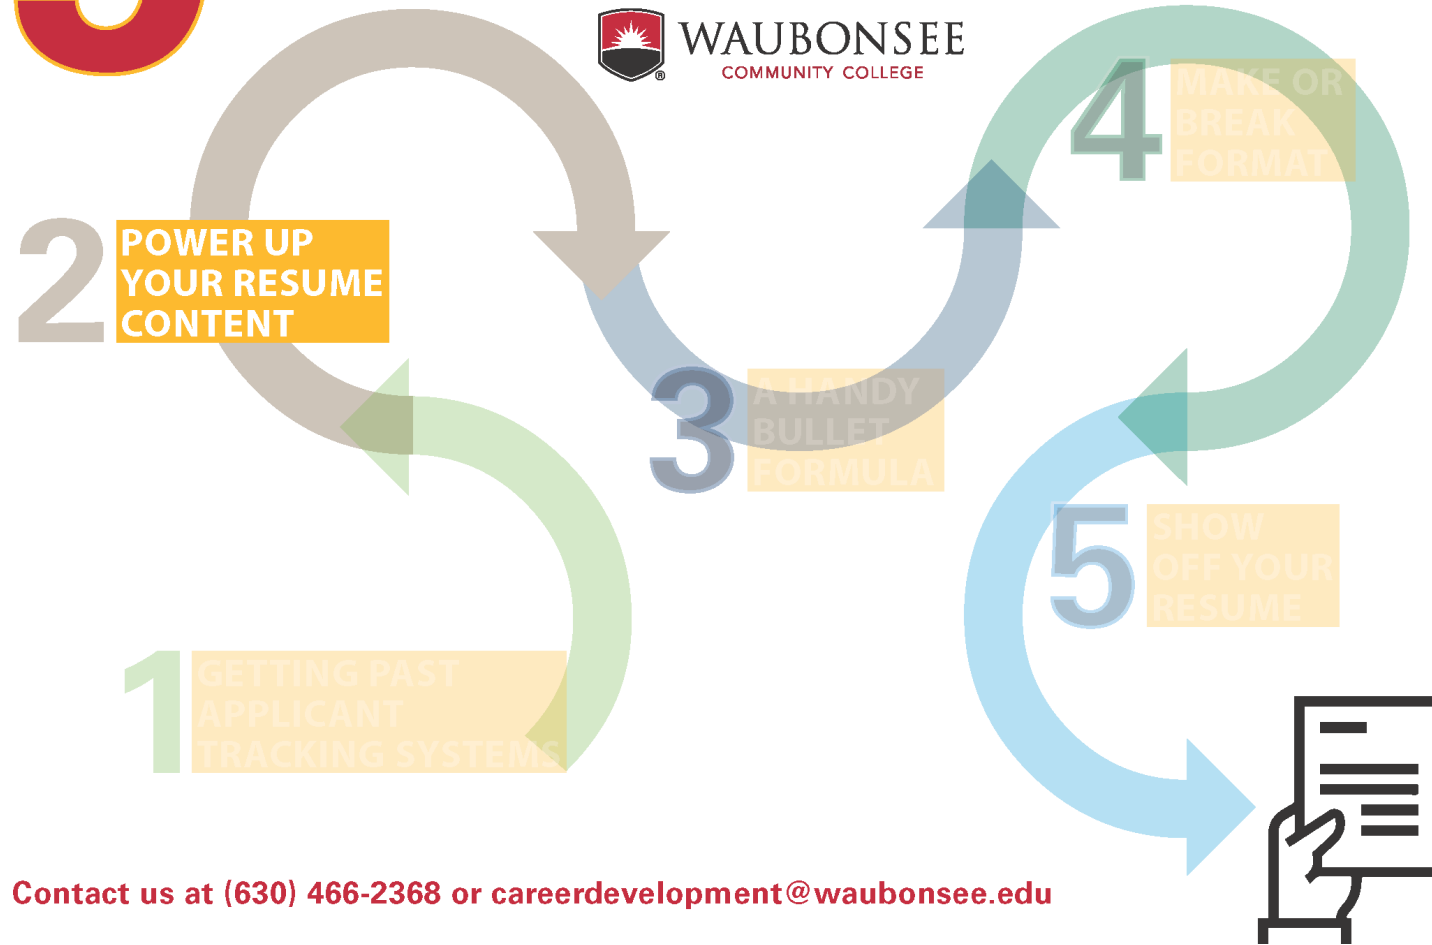 WAUBONSEE
COMMUNITY COLLEGE
®
4
MAKE OR
BREAK
FORMAT
2
POWER UP
YOUR RESUME
CONTENT
3
A HANDY
BULLET
FORMULA
5
SHOW
OFF YOUR
RESUME
1
GETTING PAST
APPLICANT
TRACKING SYSTEMS
Contact us at (630) 466-2368 or careerdevelopment@waubonsee.edu